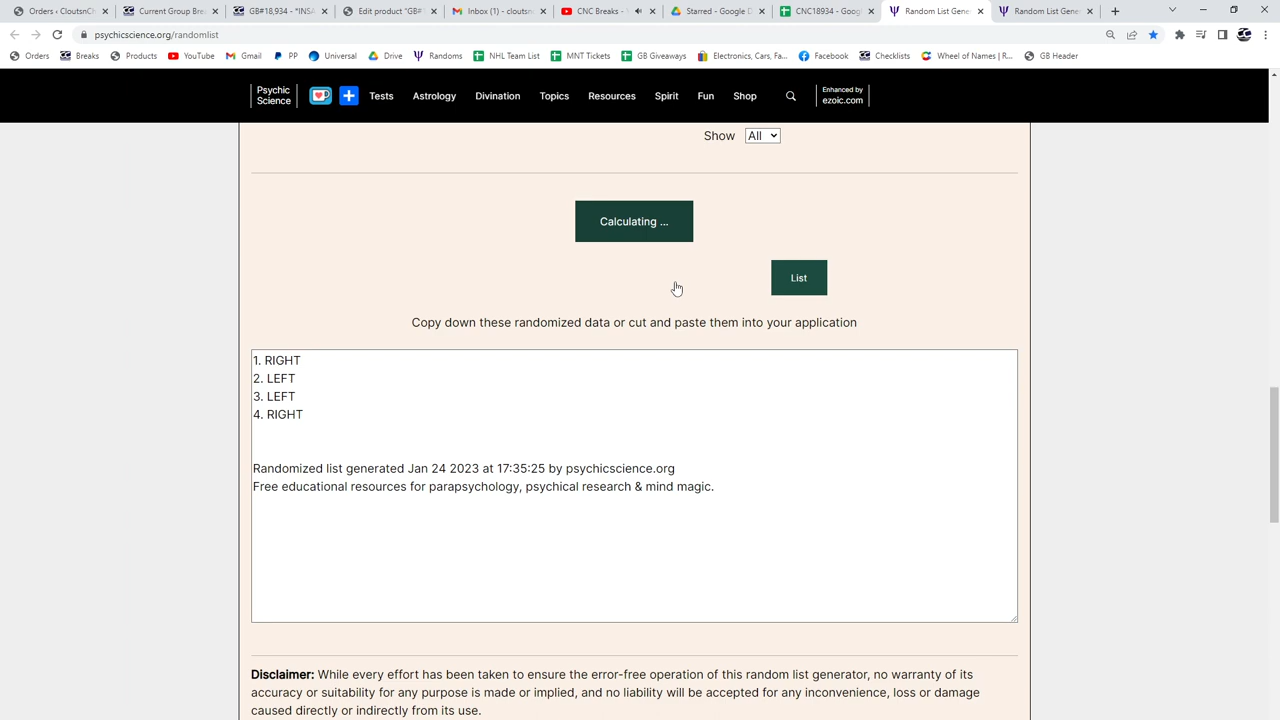 Orders ‹ CloutsnCh
Current Group Brea
GB#18,934 - "INSA
Edit product "GB#1
Inbox (1) - cloutsnc
CNC Breaks -
Starred - Google D
CNC18934 - Googl
Random List Gene
Random List Gene
psychicscience.org/randomlist
Orders
Breaks
Products
YouTube
Gmail
PP
Universal
Drive
Randoms
NHL Team List
MNT Tickets
GB Giveaways
Electronics, Cars, Fa...
Facebook
Checklists
Wheel of Names | R...
GB Header
Psychic
Science
Tests
Astrology
Divination
Topics
Resources
Spirit
Fun
Shop
Enhanced by
ezoic.com
Show All
Calculating ...
List
Copy down these randomized data or cut and paste them into your application
1. RIGHT
2. LEFT
3. LEFT
4. RIGHT
Randomized list generated Jan 24 2023 at 17:35:25 by psychicscience.org
Free educational resources for parapsychology, psychical research & mind magic.
Disclaimer: While every effort has been taken to ensure the error-free operation of this random list generator, no warranty of its
accuracy or suitability for any purpose is made or implied, and no liability will be accepted for any inconvenience, loss or damage
caused directly or indirectly from its use.